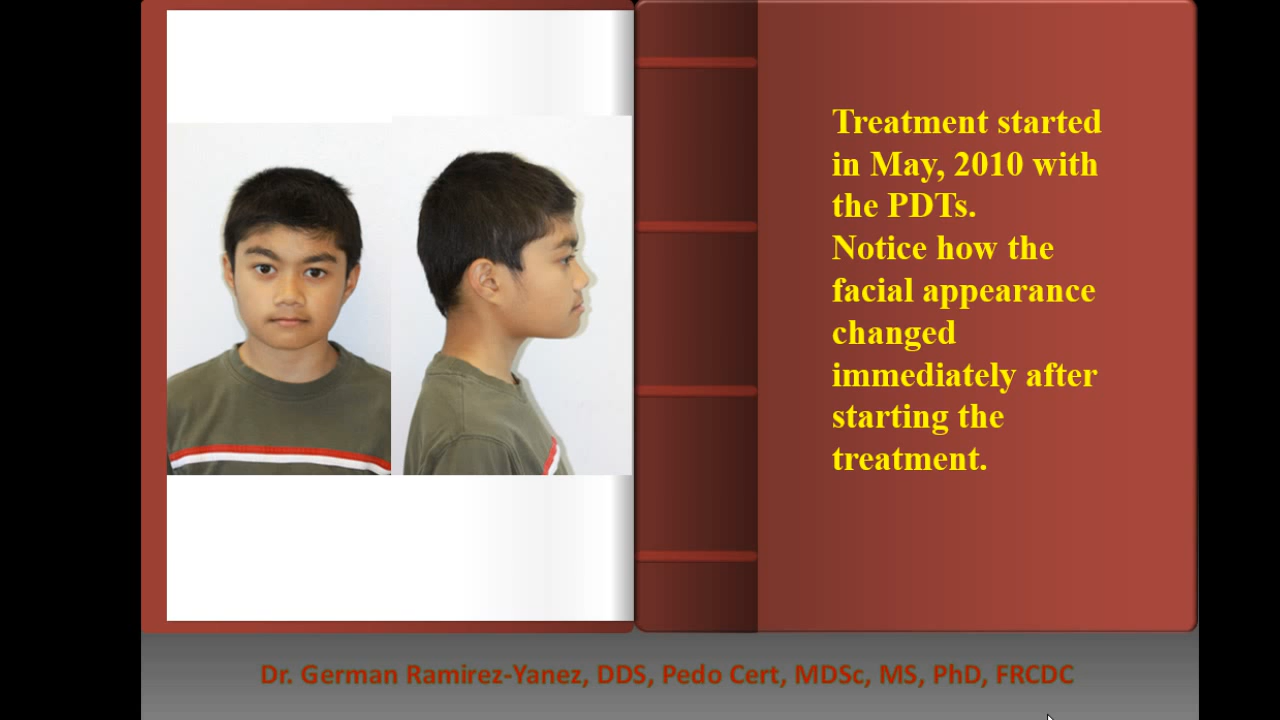 Treatment started
in May, 2010 with
the PDTs.
Notice how the
facial appearance
changed
immediately after
starting the
treatment.
Dr. German Ramirez-Yanez, DDS, Pedo Cert, MDSc, MS, PhD, FRCDC